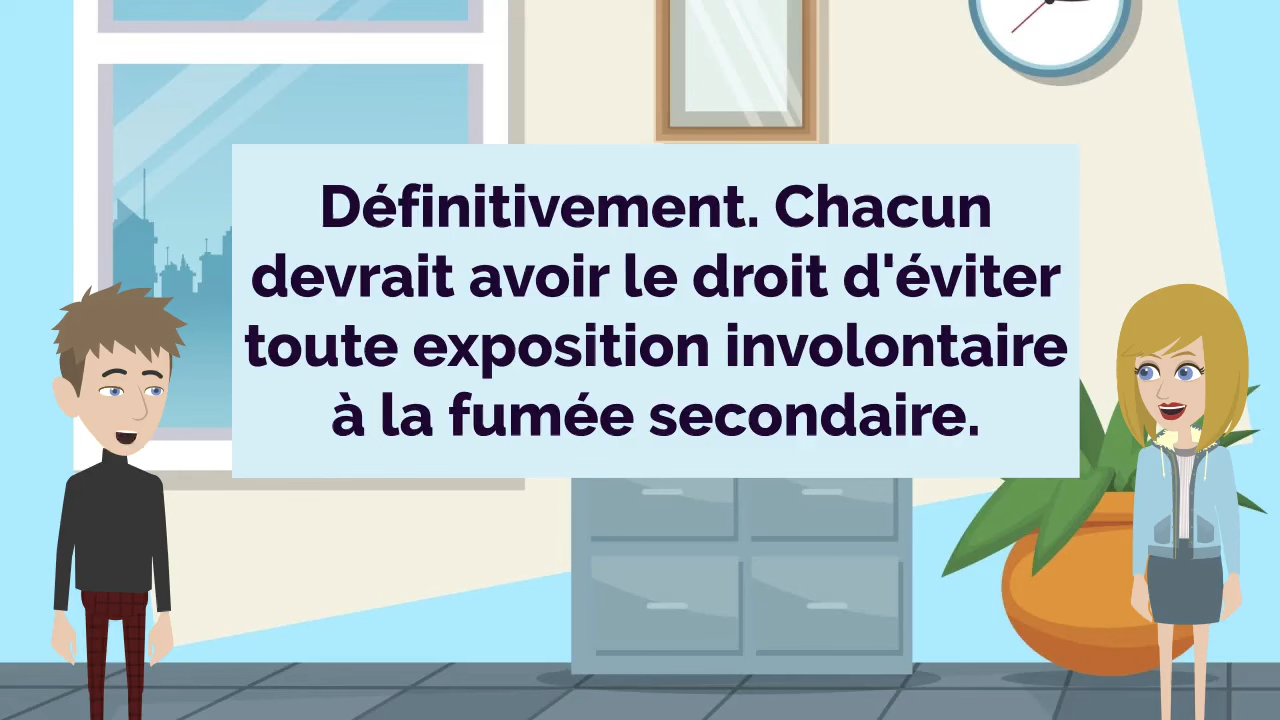 Définitivement. Chacun
devrait avoir le droit d'éviter
toute exposition involontaire
à la fumée secondaire.